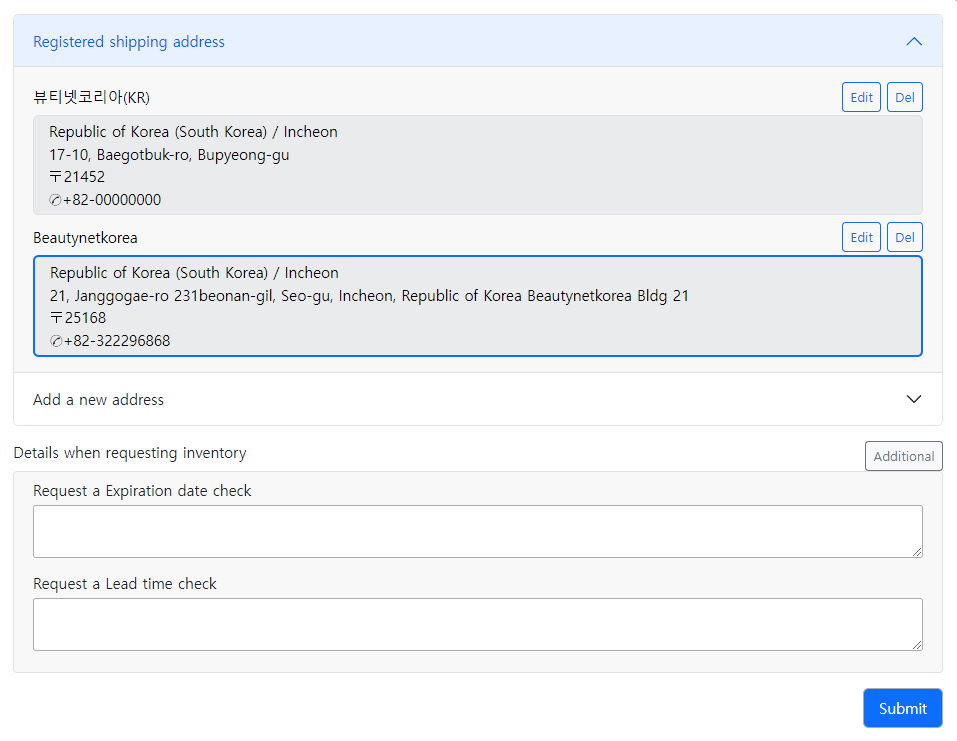 Registered shipping address
뷰티넷코리아(KR)
Edit
Del
Republic of Korea (South Korea) / Incheon
17-10, Baegotbuk-ro, Bupyeong-gu
〒21452
✆+82-00000000
Beautynetkorea
Edit
Del
Republic of Korea (South Korea) / Incheon
21, Janggogae-ro 231beonan-gil, Seo-gu, Incheon, Republic of Korea Beautynetkorea Bldg 21
〒25168
✆+82-322296868
Add a new address
Details when requesting inventory
Additional
Request a Expiration date check
Request a Lead time check
Submit